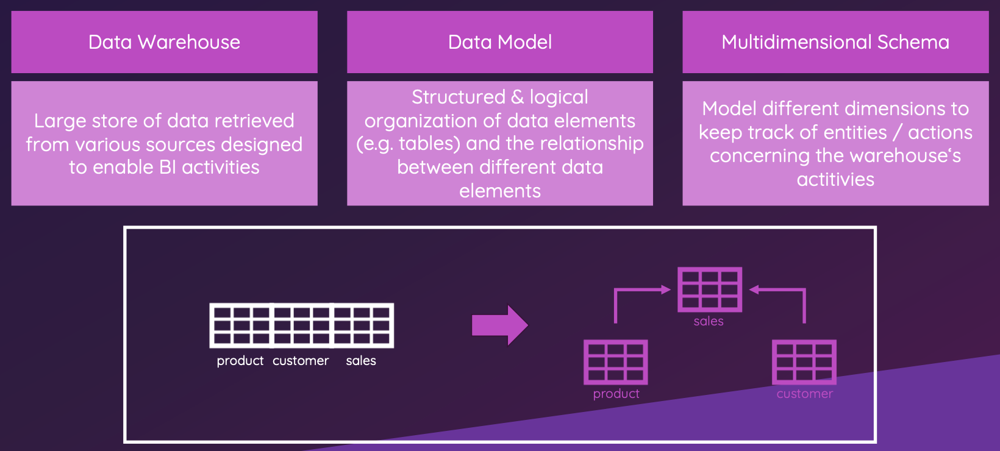 Data Warehouse
Data Model
Multidimensional Schema
Large store of data retrieved
from various sources designed
to enable BI activities
Structured & logical
organization of data elements
(e.g. tables) and the relationship
between different data
elements
Model different dimensions to
keep track of entities / actions
concerning the warehouse‘s
actitivies
product customer sales
sales
product
customer